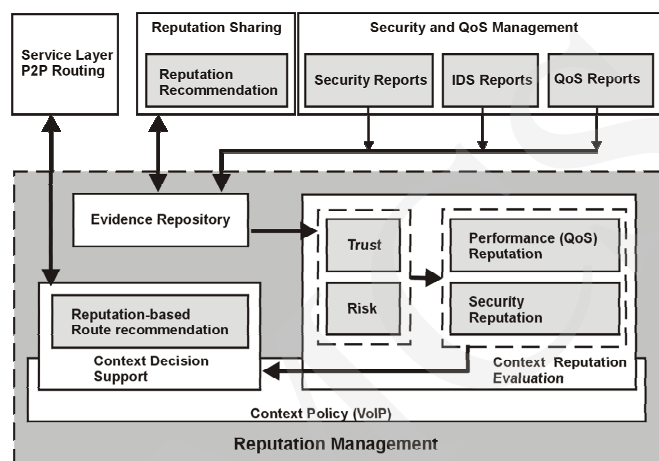 Service Layer
P2P Routing
Reputation Sharing
Reputation
Recommendation
Security and QoS Management
Security Reports
IDS Reports
QoS Reports
Evidence Repository
Trust
Risk
Performance (QoS)
Reputation
Security
Reputation
Reputation-based
Route recommendation
Context Decision
Support
Context Reputation
Evaluation
Context Policy (VoIP)
Reputation Management